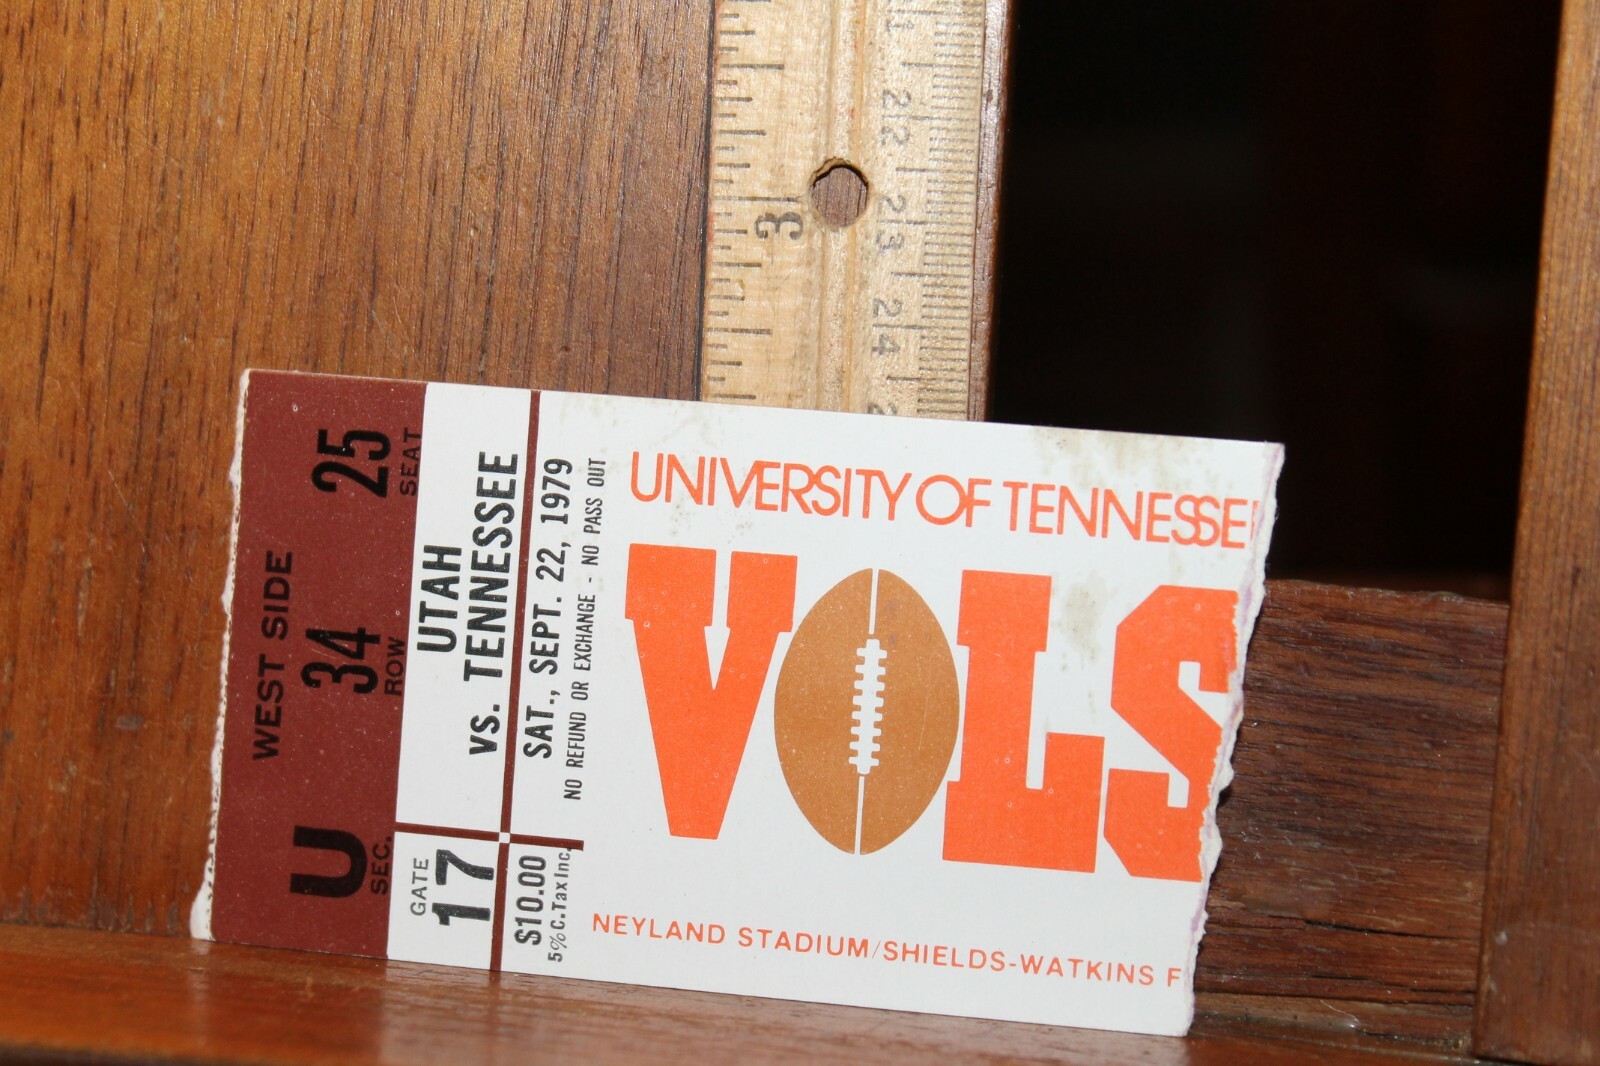 WEST SIDE
U
SEC.
34
ROW
25
SEAT
UTAH
vs. TENNESSEE
GATE
17
SAT., SEPT. 22, 1979
NO REFUND OR EXCHANGE - NO PASS OUT
$10.00
5% C. Tax Inc.
UNIVERSITY OF TENNESSEE
VOLS
NEYLAND STADIUM/SHIELDS-WATKINS F
22
3
23
24